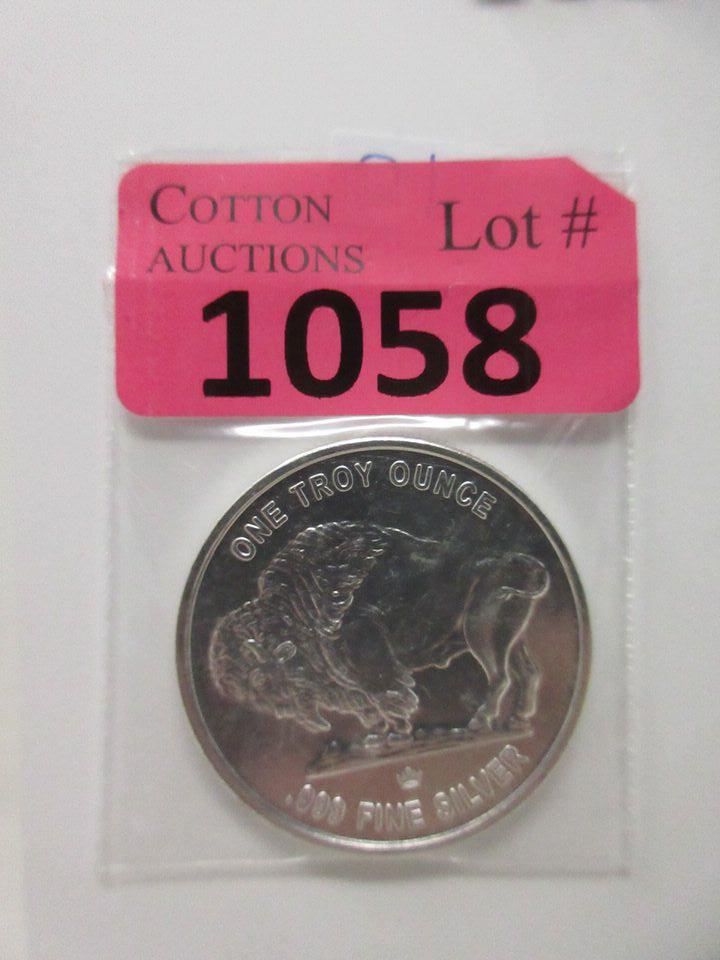 COTTON
AUCTIONS
Lot #
1058
ONE TROY OUNCE
.999 FINE SILVER